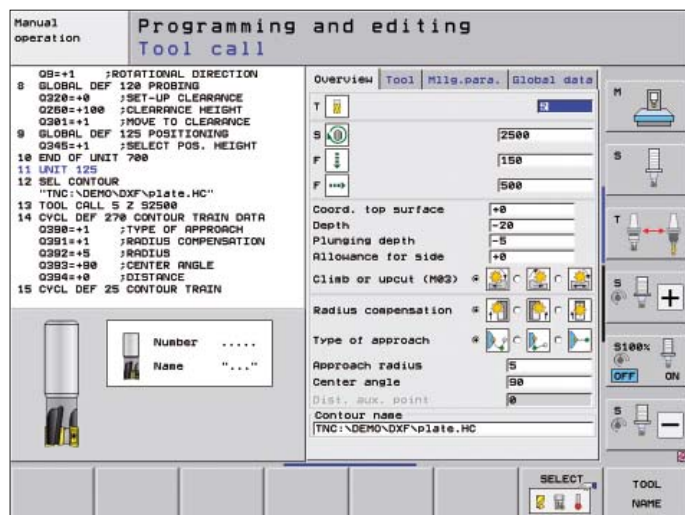 Manual operation
Programming and editing
Tool call
Q9=+1 ;ROTATIONAL DIRECTION
8 GLOBAL DEF 120 PROBING
Q320=+0 ;SET-UP CLEARANCE
Q260=+100 ;CLEARANCE HEIGHT
Q301=+1 ;MOVE TO CLEARANCE
9 GLOBAL DEF 125 POSITIONING
Q345=+1 ;SELECT POS. HEIGHT
10 END OF UNIT 700
11 UNIT 125
12 SEL CONTOUR
"TNC:\DEMO\DXF\plate.HC"
13 TOOL CALL 5 Z S2500
14 CYCL DEF 270 CONTOUR TRAIN DATA
Q390=+1 ;TYPE OF APPROACH
Q391=+1 ;RADIUS COMPENSATION
Q392=+5 ;RADIUS
Q393=+90 ;CENTER ANGLE
Q394=+0 ;DISTANCE
15 CYCL DEF 25 CONTOUR TRAIN
Number .....
Name "..."
Overview Tool Mllg.para. Global data
T
S 2500
F 150
F 500
Coord. top surface +0
Depth -20
Plunging depth -5
Allowance for side +0
Climb or upcut (M03)
Radius compensation
Type of approach
Approach radius 5
Center angle 90
Dist. aux. point 0
Contour name
TNC:\DEMO\DXF\plate.HC
M
S
T
S +
S100%
OFF ON
S -
SELECT
TOOL NAME